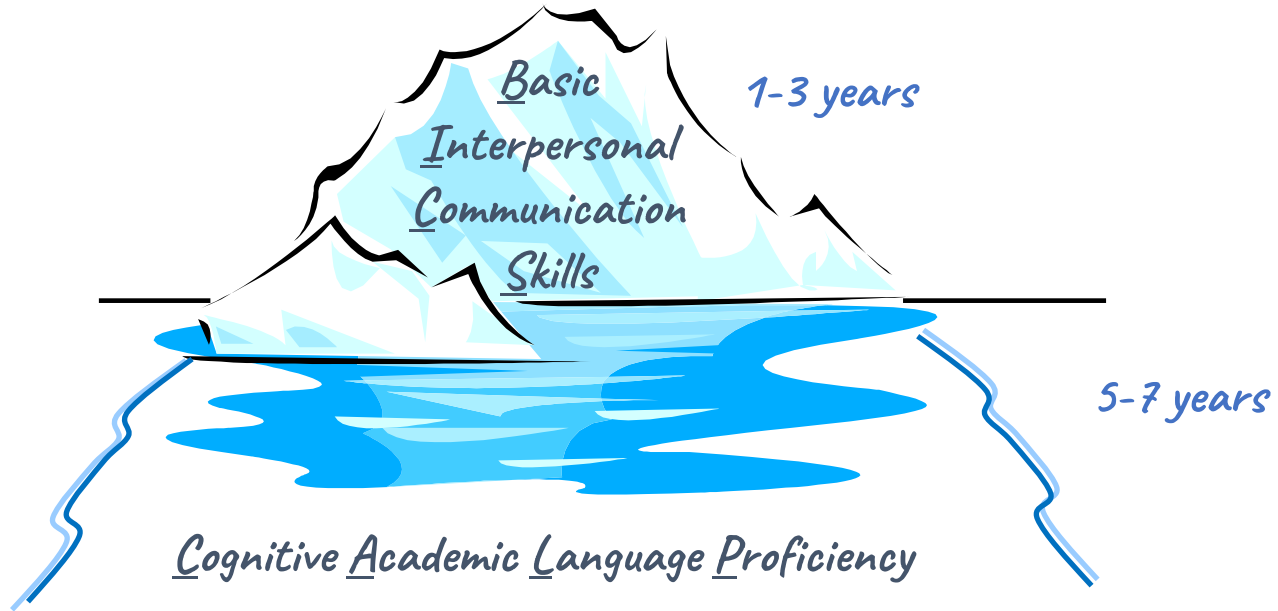 Basic
1-3 years
Interpersonal
Communication
Skills
5-7 years
Cognitive Academic Language Proficiency